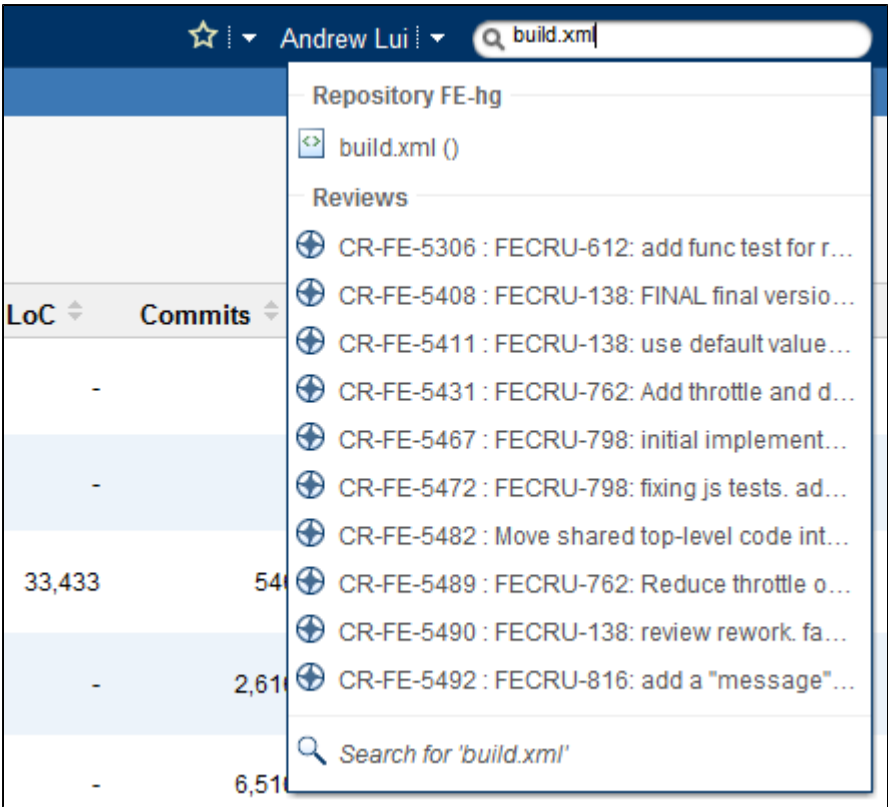 Andrew Lui
build.xml
Repository FE-hg
build.xml ()
Reviews
CR-FE-5306 : FECRU-612: add func test for r…
CR-FE-5408 : FECRU-138: FINAL final versio…
CR-FE-5411 : FECRU-138: use default value…
CR-FE-5431 : FECRU-762: Add throttle and d…
CR-FE-5467 : FECRU-798: initial implement…
CR-FE-5472 : FECRU-798: fixing js tests. ad…
CR-FE-5482 : Move shared top-level code int…
CR-FE-5489 : FECRU-762: Reduce throttle o…
CR-FE-5490 : FECRU-138: review rework. fa…
CR-FE-5492 : FECRU-816: add a "message"…
Search for 'build.xml'
LoC Commits
-
-
33,433
-
-